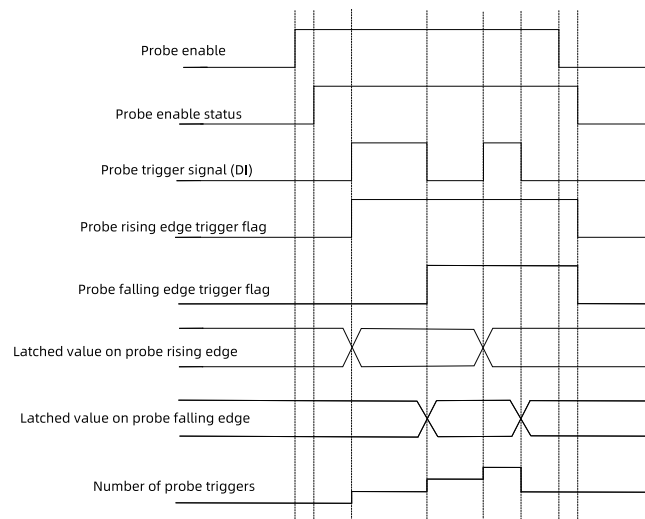 Probe enable
Probe enable status
Probe trigger signal (DI)
Probe rising edge trigger flag
Probe falling edge trigger flag
Latched value on probe rising edge
Latched value on probe falling edge
Number of probe triggers